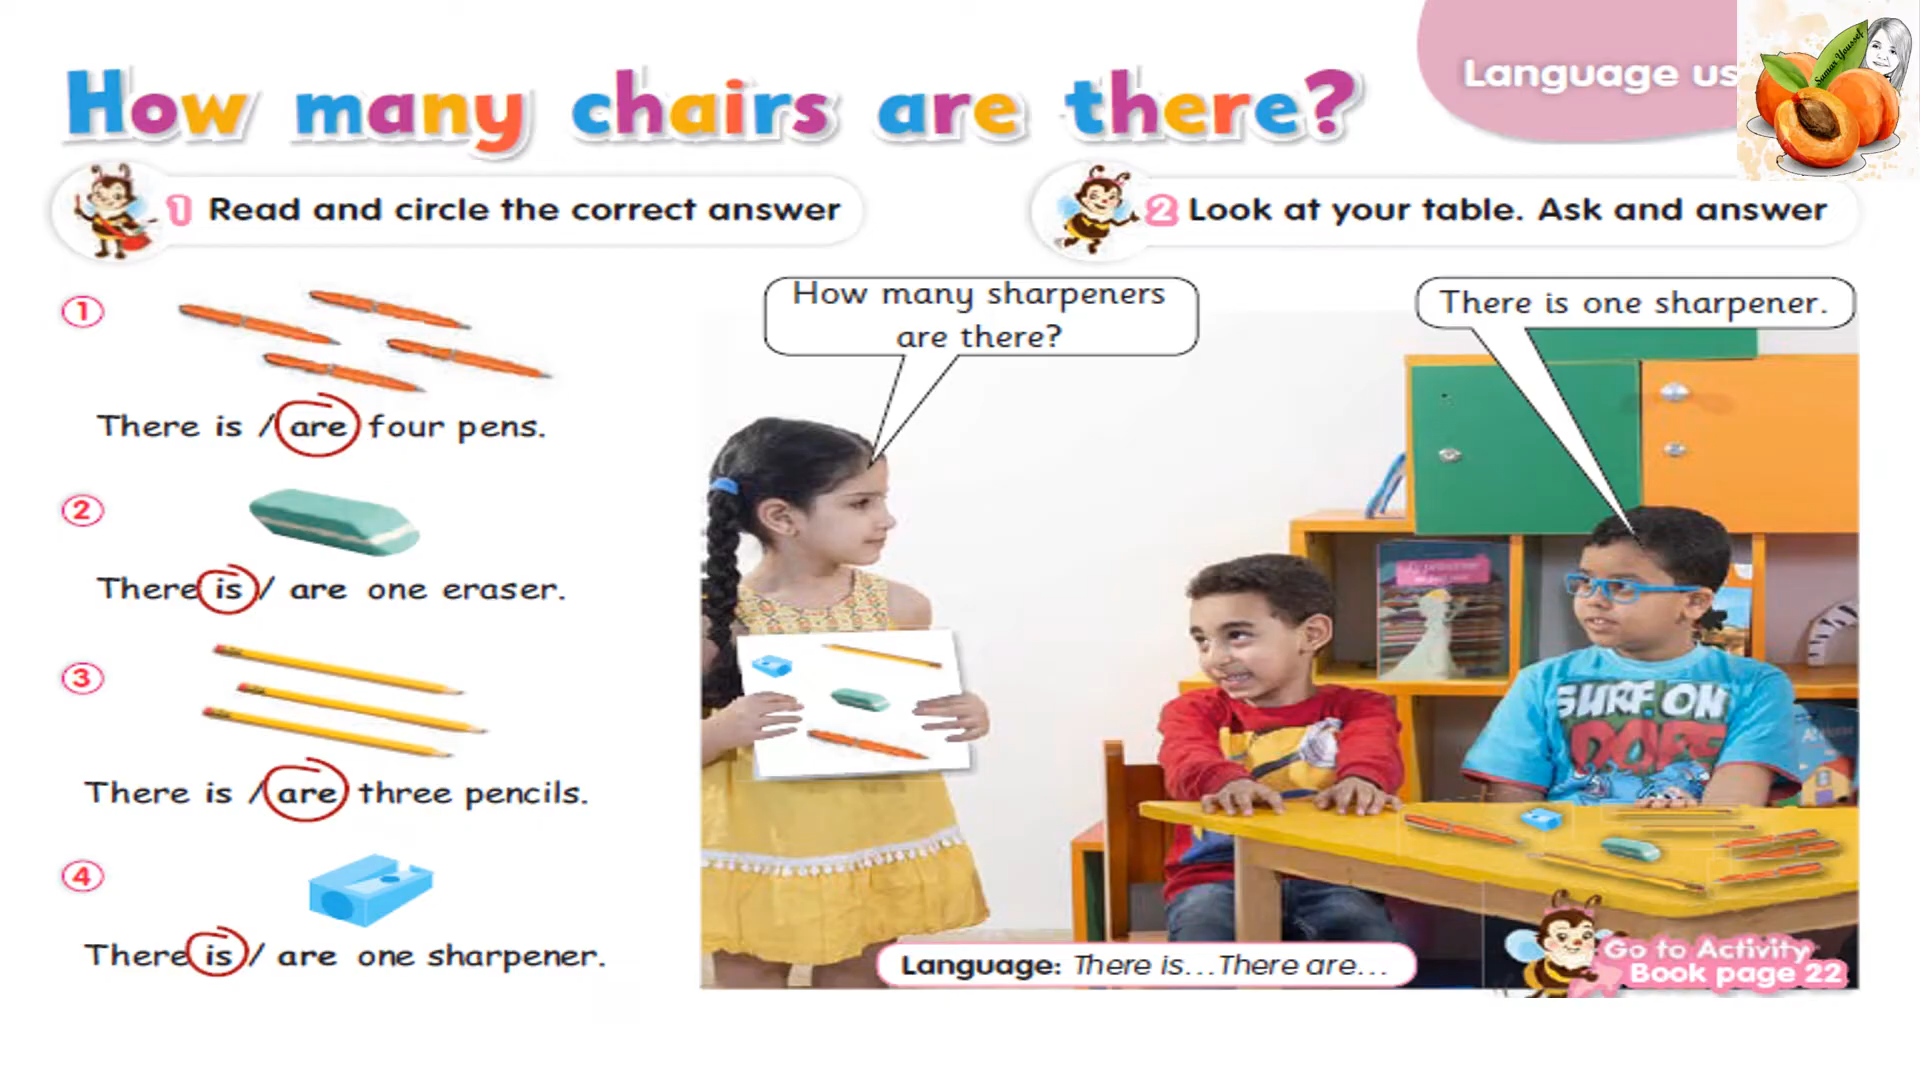 How many chairs are there?
Language us
Samar Youssef
1 Read and circle the correct answer
2 Look at your table. Ask and answer
How many sharpeners
are there?
There is one sharpener.
1
There is / are four pens.
2
There is / are one eraser.
3
There is / are three pencils.
4
There is / are one sharpener.
SURF ON
Language: There is...There are...
Go to Activity
Book page 22